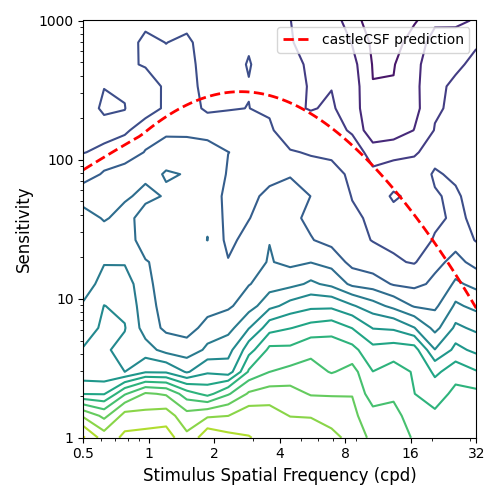 1000
castleCSF prediction
100
10
1
Sensitivity
0.5 1 2 4 8 16 32
Stimulus Spatial Frequency (cpd)